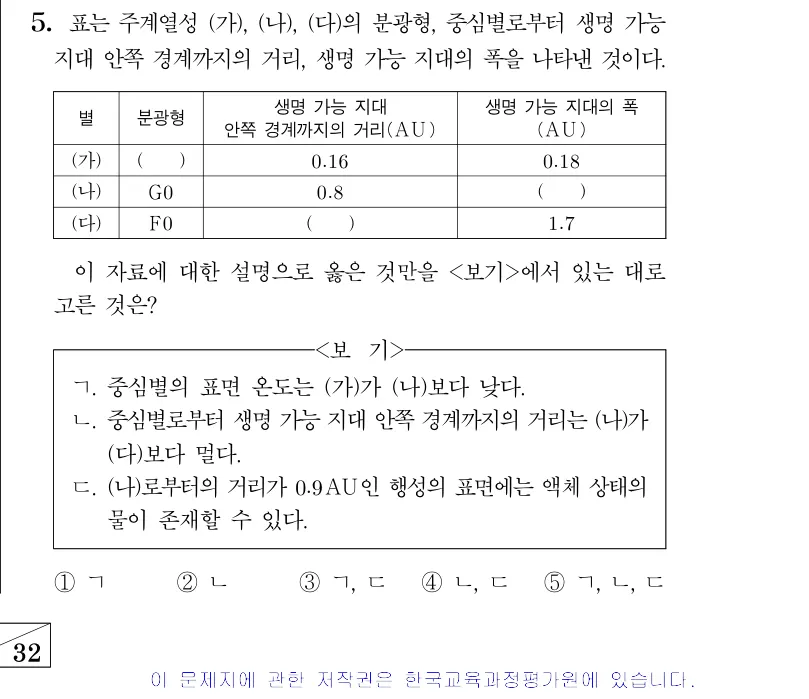 5. 표는 주계열성 (가), (나), (다)의 분광형, 중심별로부터 생명 가능
지대 안쪽 경계까지의 거리, 생명 가능 지대의 폭을 나타낸 것이다.
별 분광형 생명 가능 지대 안쪽 경계까지의 거리(AU) 생명 가능 지대의 폭 (AU)
(가) ( ) 0.16 0.18
(나) G0 0.8 ( )
(다) F0 ( ) 1.7
이 자료에 대한 설명으로 옳은 것만을 <보기>에서 있는 대로
고른 것은?
<보 기>
ㄱ. 중심별의 표면 온도는 (가)가 (나)보다 낮다.
ㄴ. 중심별로부터 생명 가능 지대 안쪽 경계까지의 거리는 (나)가
(다)보다 멀다.
ㄷ. (나)로부터의 거리가 0.9AU인 행성의 표면에는 액체 상태의
물이 존재할 수 있다.
① ㄱ ② ㄴ ③ ㄱ, ㄷ ④ ㄴ, ㄷ ⑤ ㄱ, ㄴ, ㄷ
32
이 문제지에 관한 저작권은 한국교육과정평가원에 있습니다.